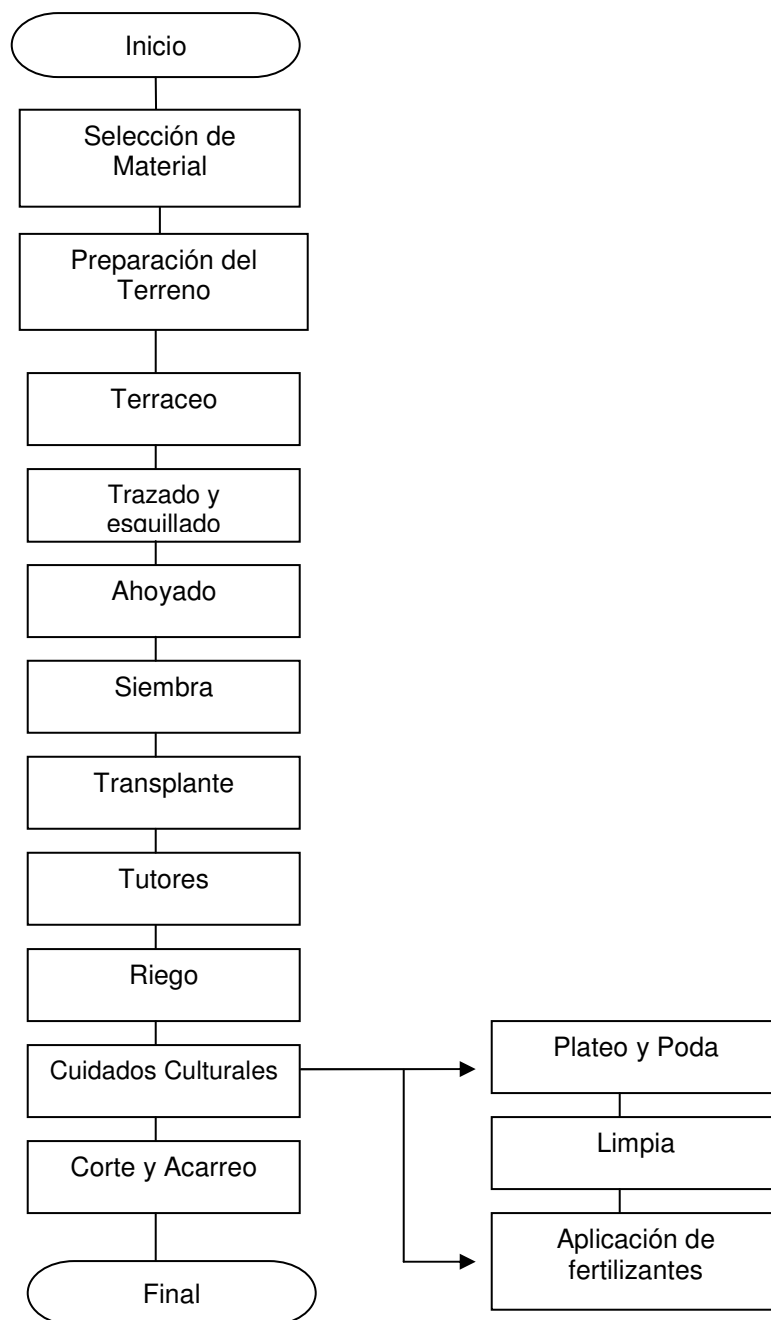 Inicio
Selección de
Material
Preparación del
Terreno
Terraceo
Trazado y
esquillado
Ahoyado
Siembra
Transplante
Tutores
Riego
Cuidados Culturales
Corte y Acarreo
Final
Plateo y Poda
Limpia
Aplicación de
fertilizantes